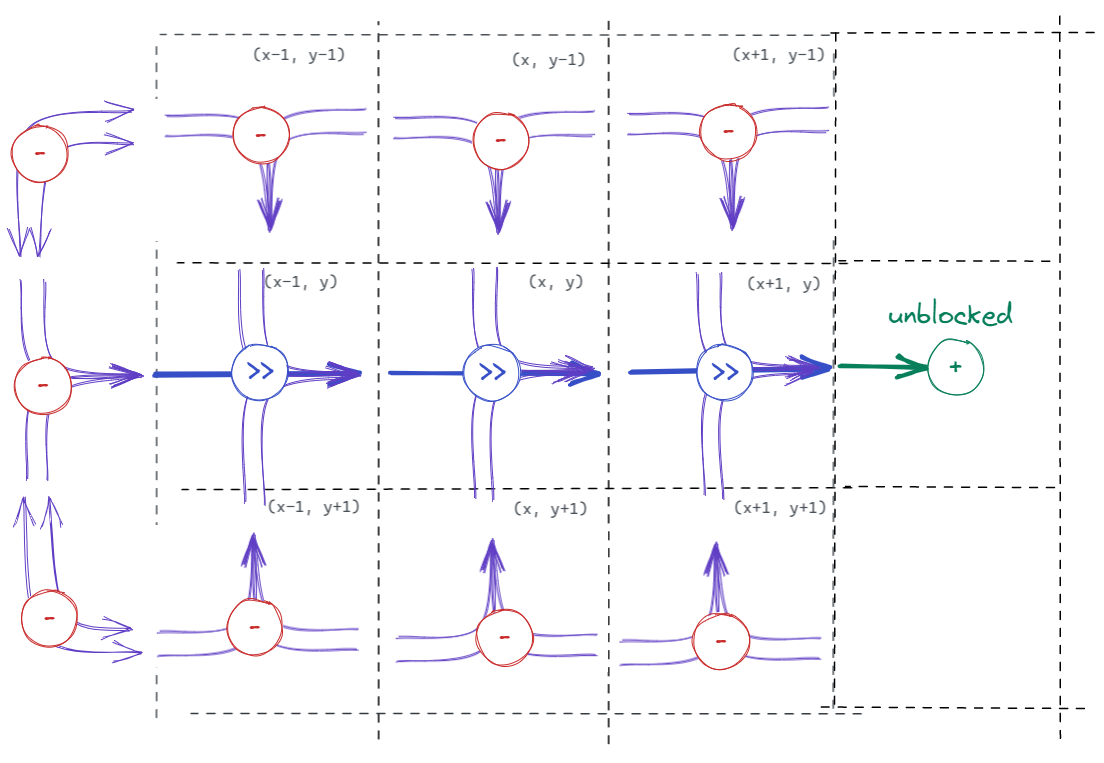 (x-1, y-1)
(x, y-1)
(x+1, y-1)
-
-
-
-
(x-1, y)
(x, y)
(x+1, y)
unblocked
-
>>
>>
>>
+
(x-1, y+1)
(x, y+1)
(x+1, y+1)
-
-
-
-